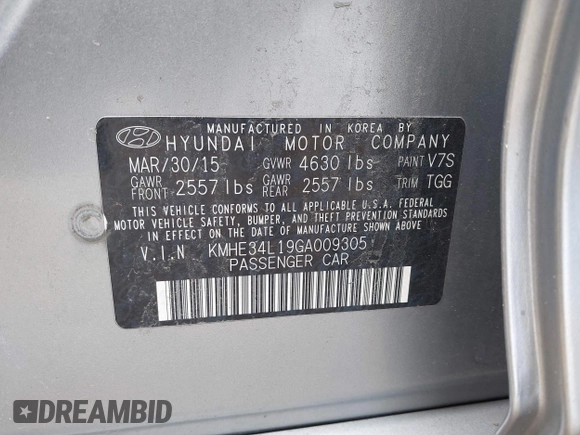 MANUFACTURED IN KOREA BY
HYUNDAI MOTOR COMPANY
MAR/30/15 GVWR 4630 lbs PAINT V7S
GAWR FRONT 2557 lbs GAWR REAR 2557 lbs TRIM TGG
THIS VEHICLE CONFORMS TO ALL APPLICABLE U.S.A. FEDERAL
MOTOR VEHICLE SAFETY, BUMPER, AND THEFT PREVENTION STANDARDS
IN EFFECT ON THE DATE OF MANUFACTURE SHOWN ABOVE
V.I.N KMHE34L19GA009305
PASSENGER CAR
DREAMBID